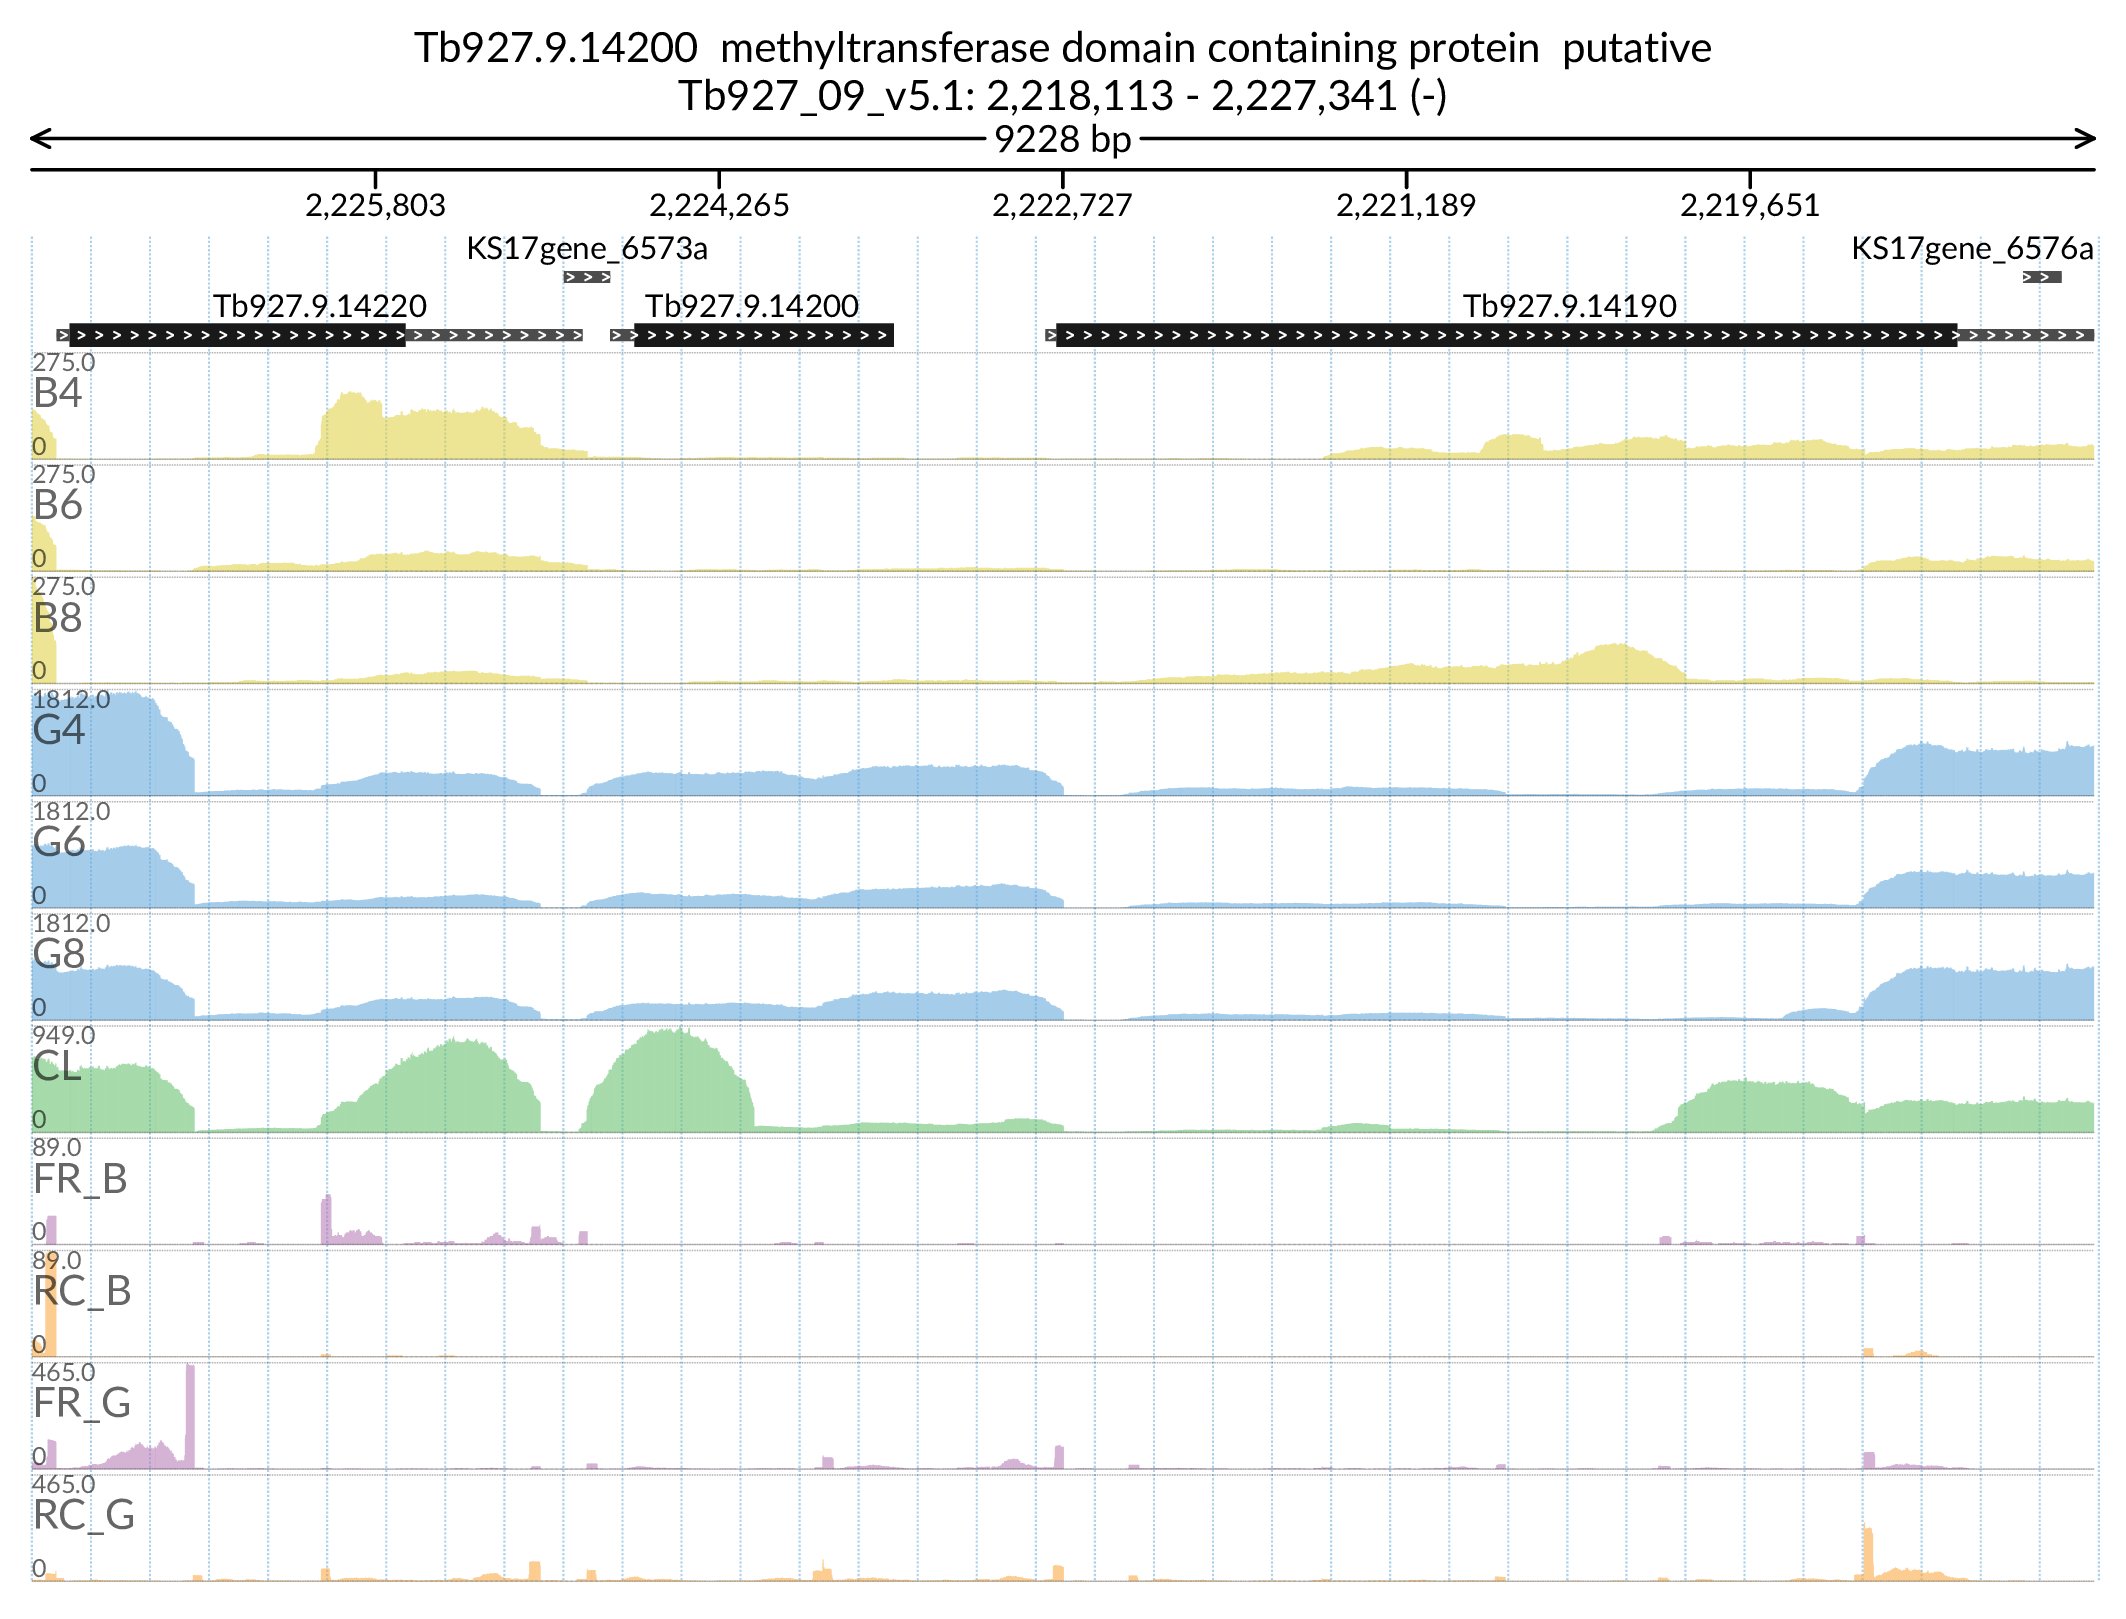 Tb927.9.14200  methyltransferase domain containing protein  putative
Tb927_09_v5.1: 2,218,113 - 2,227,341 (-)
9228 bp
2,225,803 2,224,265 2,222,727 2,221,189 2,219,651
KS17gene_6573a KS17gene_6576a
Tb927.9.14220 Tb927.9.14200 Tb927.9.14190
275.0
B4
0
275.0
B6
0
275.0
B8
0
1812.0
G4
0
1812.0
G6
0
1812.0
G8
0
949.0
CL
0
89.0
FR_B
0
89.0
RC_B
0
465.0
FR_G
0
465.0
RC_G
0